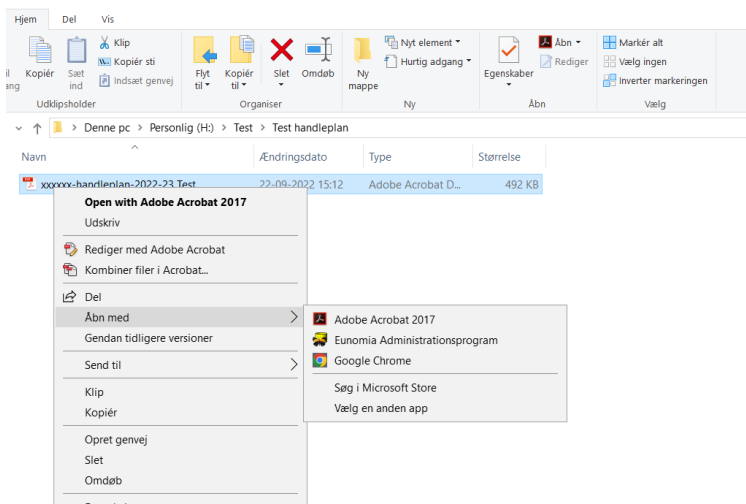 Hjem Del Vis
Kopiér
Sæt ind
Klip
Kopiér sti
Indsæt genvej
Udklipsholder
Flyt til
Kopiér til
Slet
Omdøb
Organiser
Ny mappe
Nyt element
Hurtig adgang
Ny
Egenskaber
Åbn
Rediger
Åbn
Markér alt
Vælg ingen
Inverter markeringen
Vælg
> Denne pc > Personlig (H:) > Test > Test handleplan
Navn Ændringsdato Type Størrelse
xxxxxx-handleplan-2022-23 Test 22-09-2022 15:12 Adobe Acrobat D... 492 KB
Open with Adobe Acrobat 2017
Udskriv
Rediger med Adobe Acrobat
Kombiner filer i Acrobat...
Del
Åbn med
Gendan tidligere versioner
Send til
Klip
Kopiér
Opret genvej
Slet
Omdøb
Adobe Acrobat 2017
Eunomia Administrationsprogram
Google Chrome
Søg i Microsoft Store
Vælg en anden app